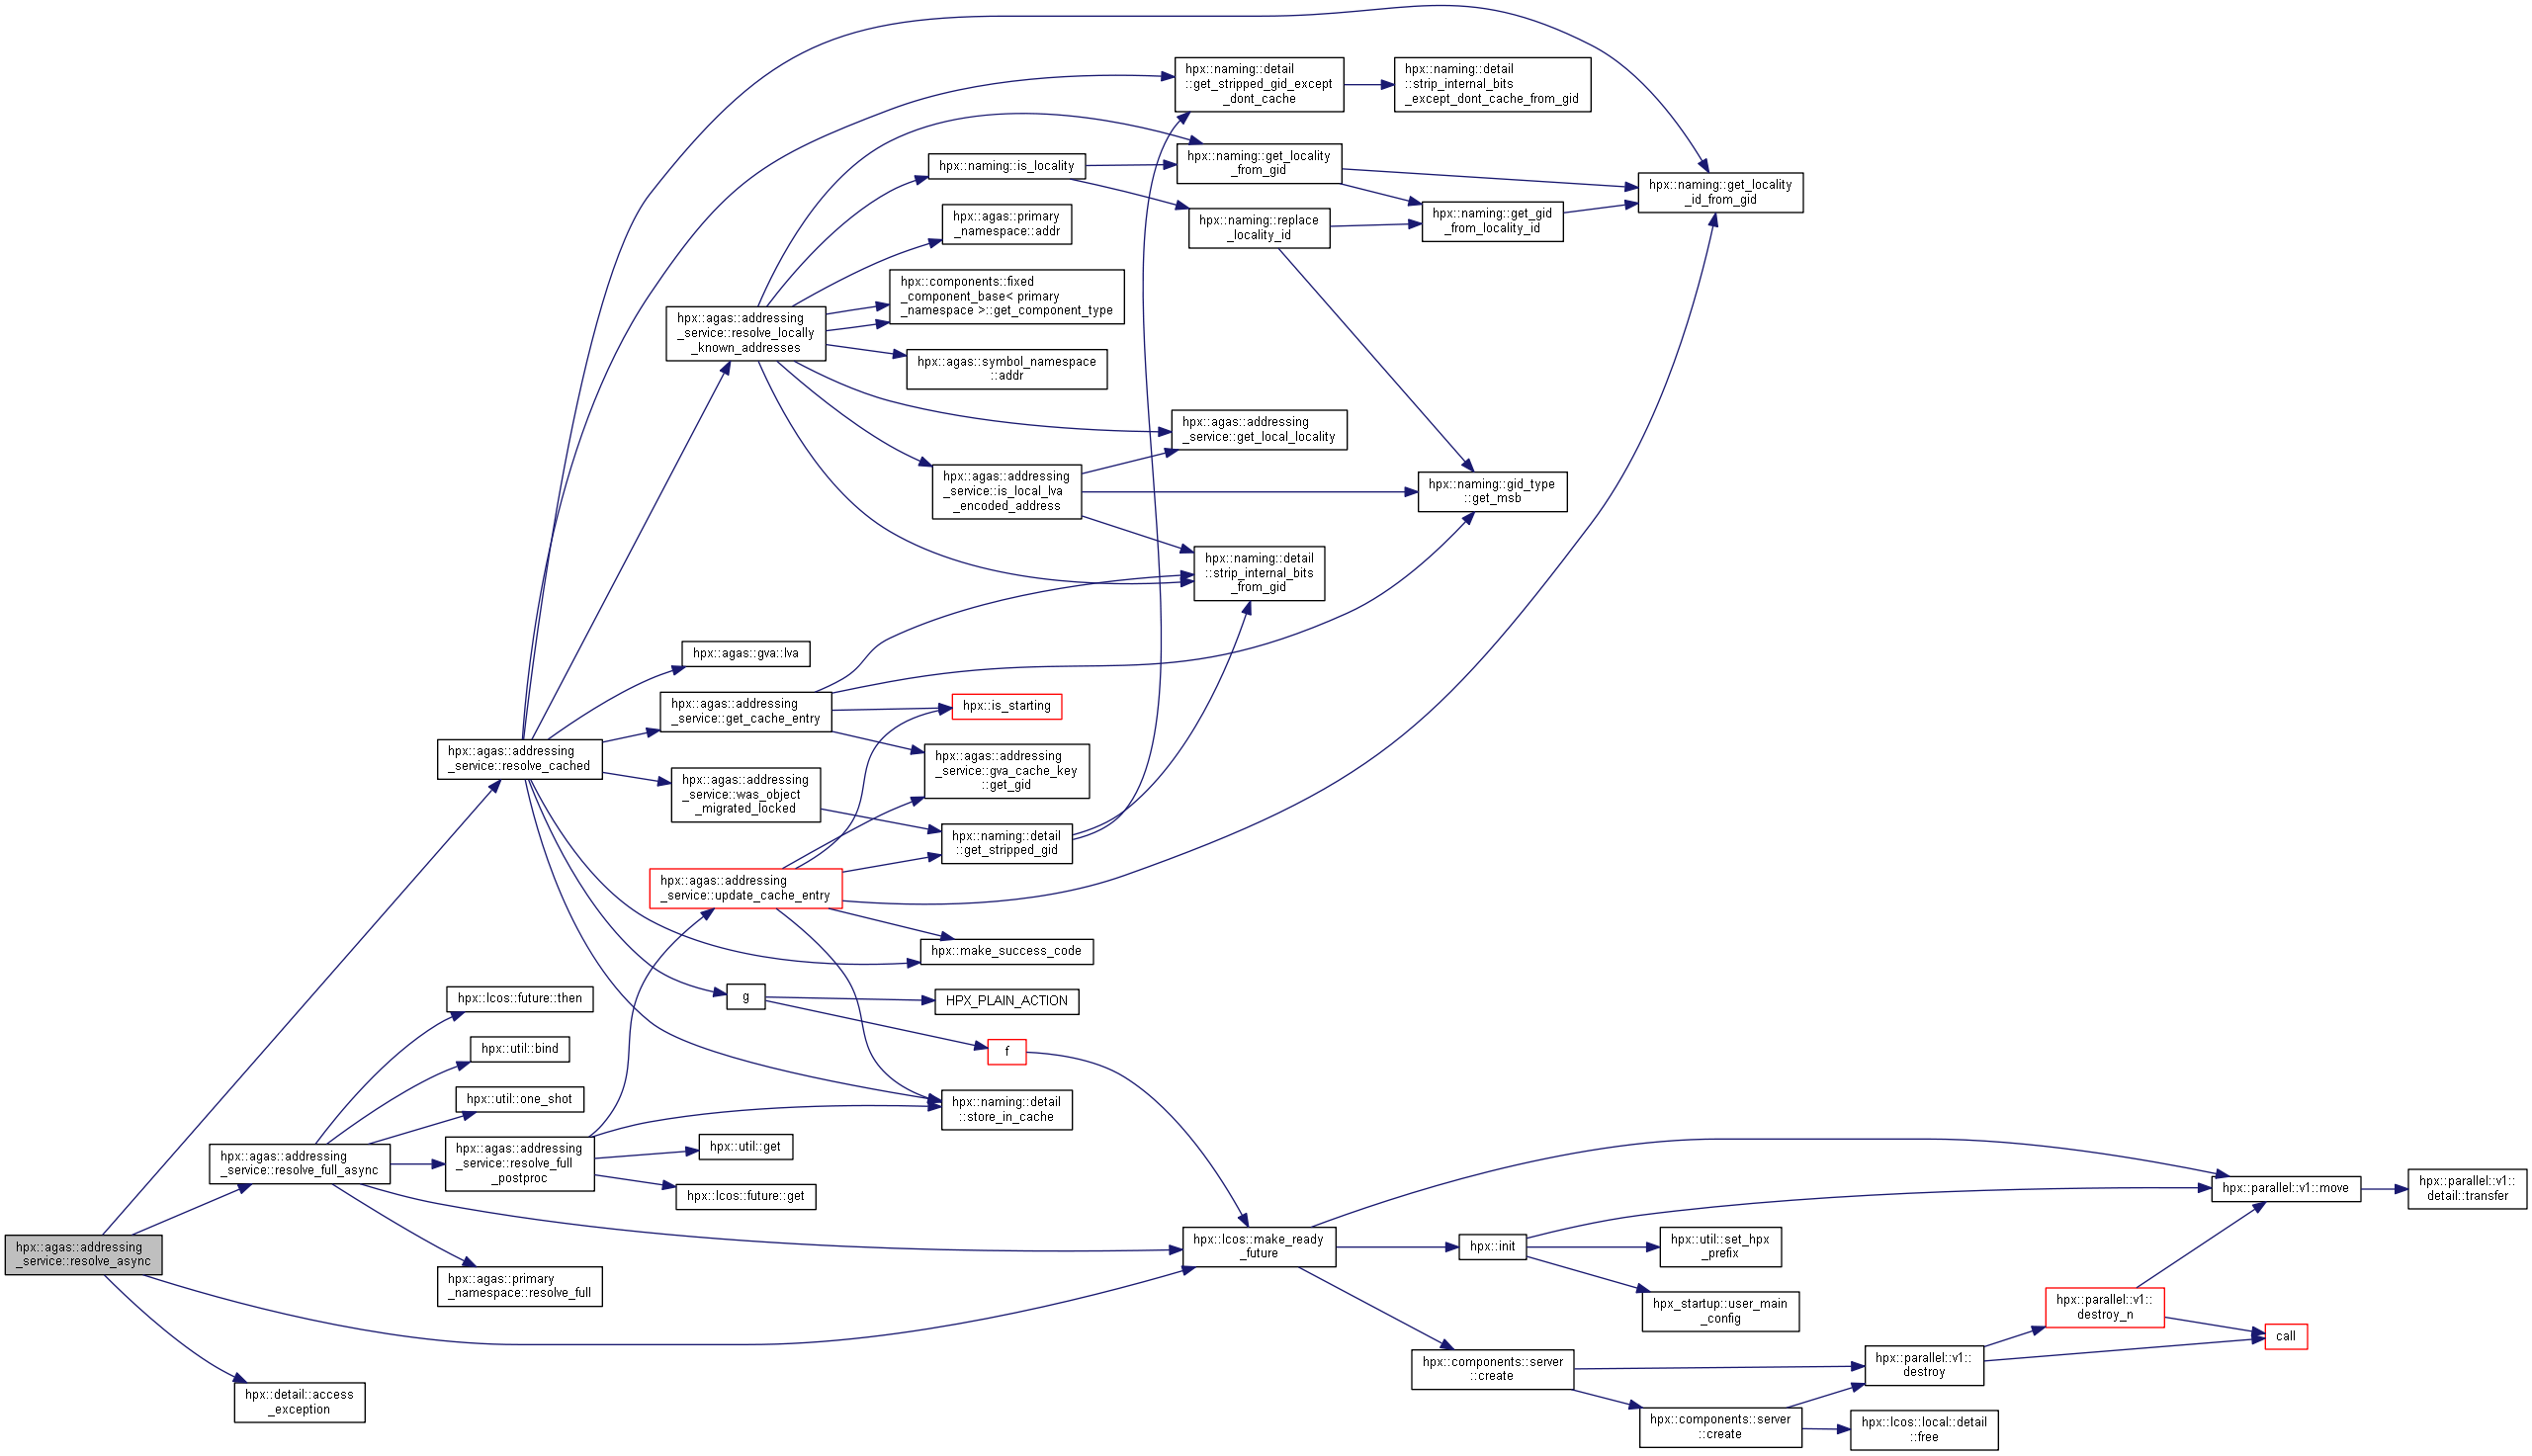 hpx::agas::addressing
_service::resolve_async
hpx::agas::addressing
_service::resolve_full_async
hpx::detail::access
_exception
hpx::agas::addressing
_service::resolve_cached
hpx::lcos::future::then
hpx::util::bind
hpx::util::one_shot
hpx::agas::addressing
_service::resolve_full
_postproc
hpx::agas::primary
_namespace::resolve_full
hpx::agas::addressing
_service::resolve_locally
_known_addresses
hpx::agas::gva::lva
hpx::agas::addressing
_service::get_cache_entry
hpx::agas::addressing
_service::was_object
_migrated_locked
hpx::agas::addressing
_service::update_cache_entry
g
hpx::util::get
hpx::lcos::future::get
hpx::naming::is_locality
hpx::agas::primary
_namespace::addr
hpx::components::fixed
_component_base< primary
_namespace >::get_component_type
hpx::agas::symbol_namespace
::addr
hpx::agas::addressing
_service::is_local_lva
_encoded_address
hpx::is_starting
hpx::agas::addressing
_service::gva_cache_key
::get_gid
hpx::naming::detail
::get_stripped_gid
hpx::make_success_code
HPX_PLAIN_ACTION
f
hpx::naming::detail
::store_in_cache
hpx::naming::detail
::get_stripped_gid_except
_dont_cache
hpx::naming::get_locality
_from_gid
hpx::naming::replace
_locality_id
hpx::agas::addressing
_service::get_local_locality
hpx::naming::detail
::strip_internal_bits
_from_gid
hpx::lcos::make_ready
_future
hpx::naming::detail
::strip_internal_bits
_except_dont_cache_from_gid
hpx::naming::get_gid
_from_locality_id
hpx::naming::gid_type
::get_msb
hpx::init
hpx::components::server
::create
hpx::naming::get_locality
_id_from_gid
hpx::util::set_hpx
_prefix
hpx_startup::user_main
_config
hpx::components::server
::create
hpx::parallel::v1::
destroy
hpx::lcos::local::detail
::free
hpx::parallel::v1::
destroy_n
hpx::parallel::v1::move
call
hpx::parallel::v1::
detail::transfer